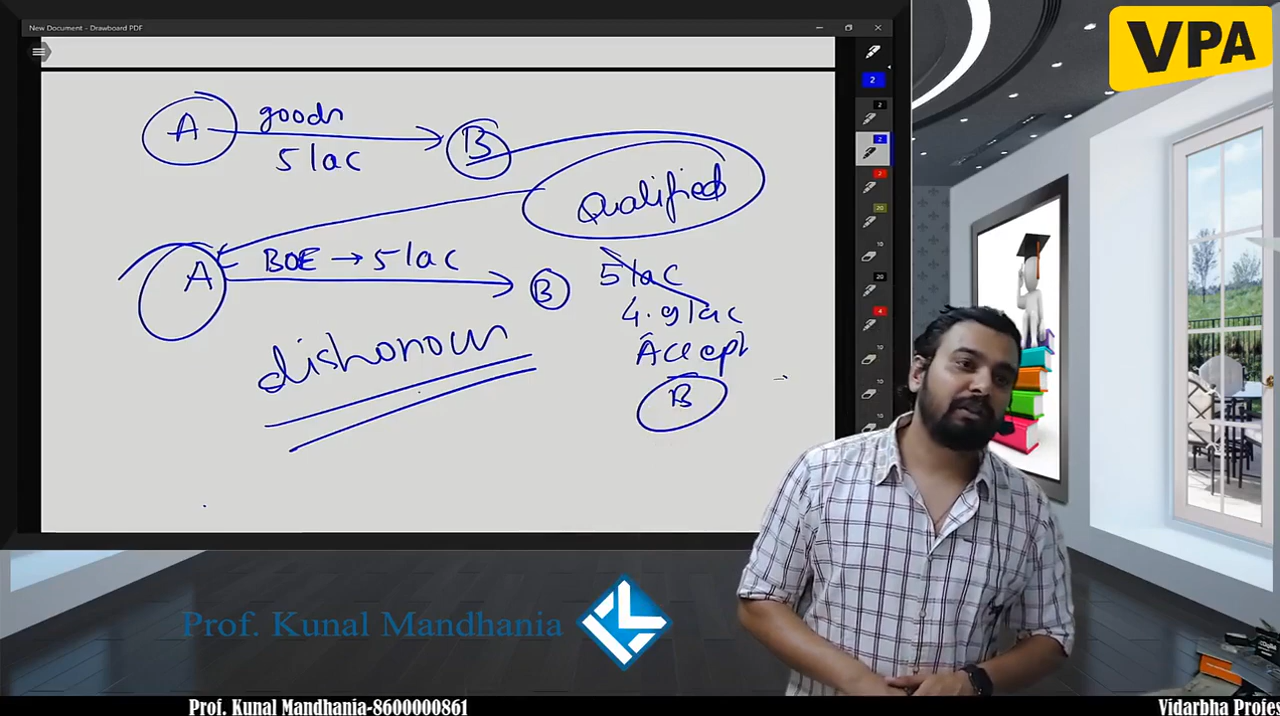 New Document - Drawboard PDF
VPA
A goods B
5 lac
Qualified
A BOE → 5 lac B
5 lac
4.9 lac
Accept
B
dishonour
Prof. Kunal Mandhania
Prof. Kunal Mandhania-8600000861
Vidarbha Profes